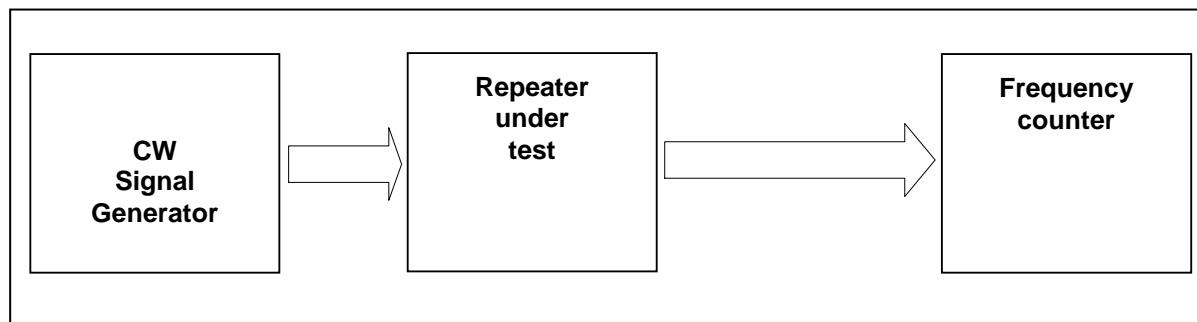 CW
Signal
Generator
Repeater
under
test
Frequency
counter